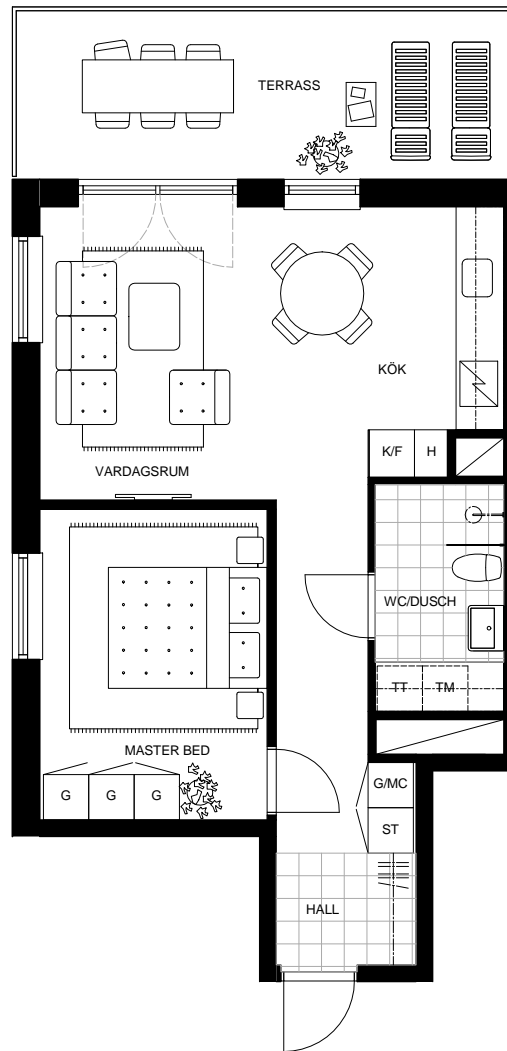 TERRASS
KÖK
K/F H
VARDAGSRUM
WC/DUSCH
TT TM
MASTER BED
G G G
G/MC
ST
HALL